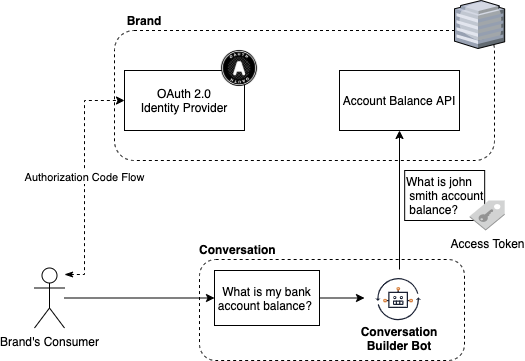 Brand
OAuth 2.0
Identity Provider
Account Balance API
Authorization Code Flow
What is john
smith account
balance?
Access Token
Conversation
What is my bank
account balance?
Conversation
Builder Bot
Brand's Consumer